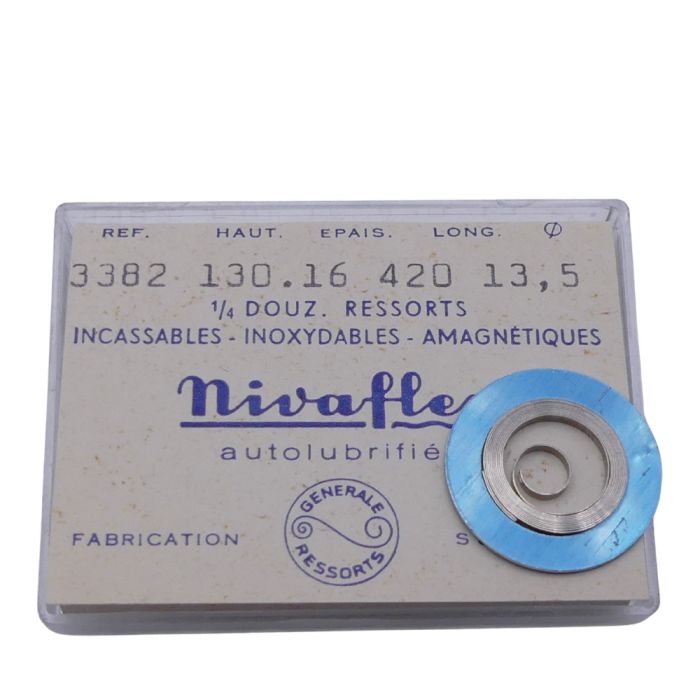 REF. HAUT. EPAIS. LONG. Ø
3382 130.16 420 13,5
1/4 DOUZ. RESSORTS
INCASSABLES - INOXYDABLES - AMAGNÉTIQUES
Nivafle
autolubrifié
GENERALE
RESSORTS
FABRICATION S